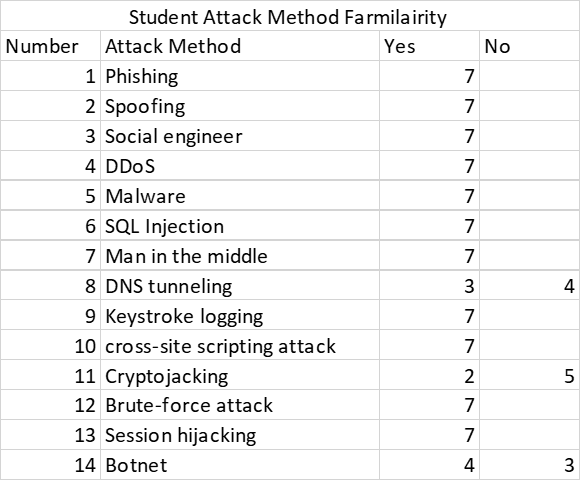 Student Attack Method Farmilairity
Number Attack Method Yes No
1 Phishing 7
2 Spoofing 7
3 Social engineer 7
4 DDoS 7
5 Malware 7
6 SQL Injection 7
7 Man in the middle 7
8 DNS tunneling 3 4
9 Keystroke logging 7
10 cross-site scripting attack 7
11 Cryptojacking 2 5
12 Brute-force attack 7
13 Session hijacking 7
14 Botnet 4 3